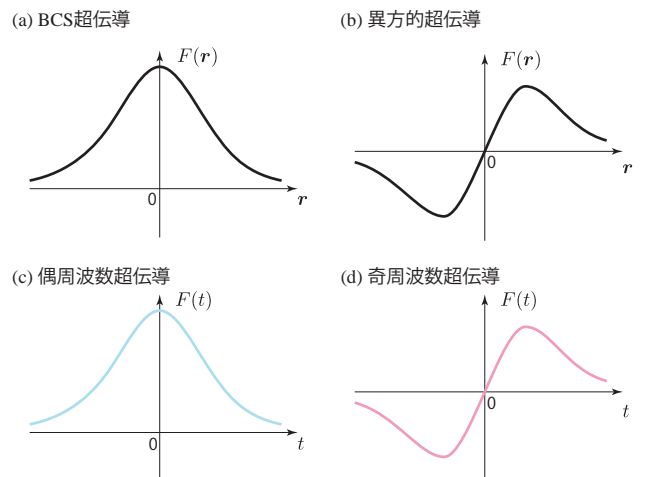 (a) BCS超伝導
F(r)
0
r
(b) 異方的超伝導
F(r)
0
r
(c) 偶周波数超伝導
F(t)
0
t
(d) 奇周波数超伝導
F(t)
0
t